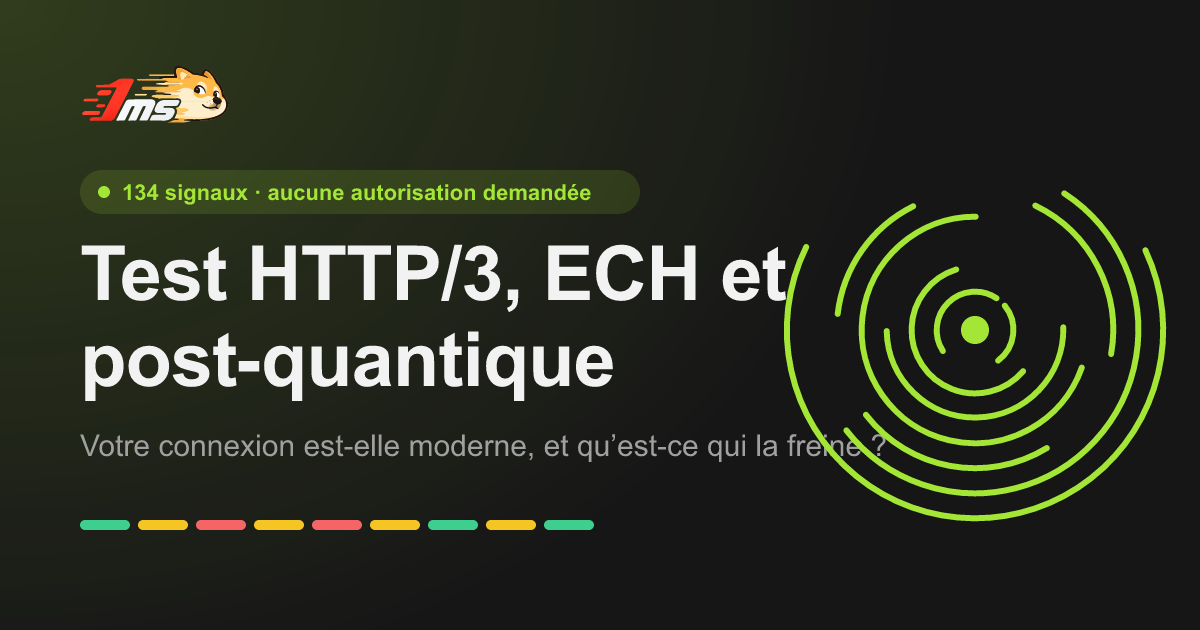 1ms
134 signaux · aucune autorisation demandée
Test HTTP/3, ECH et
post-quantique
Votre connexion est-elle moderne, et qu’est-ce qui la freine ?